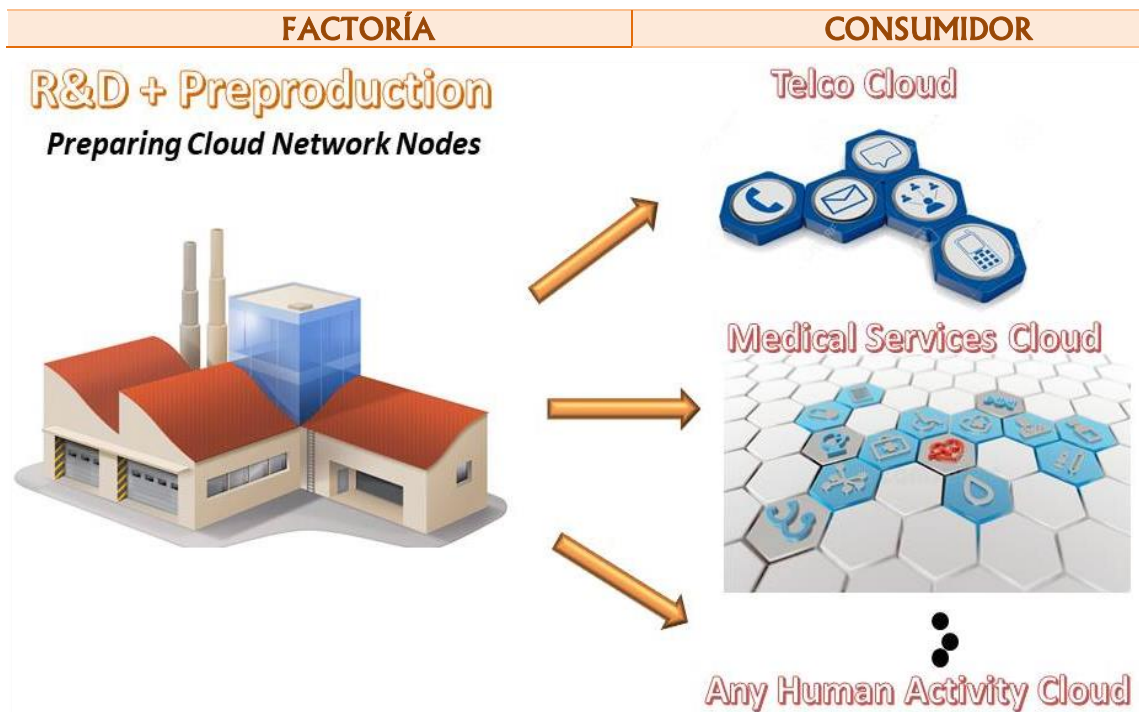 FACTORÍA
CONSUMIDOR
R&D + Preproduction
Preparing Cloud Network Nodes
Telco Cloud
Medical Services Cloud
Any Human Activity Cloud